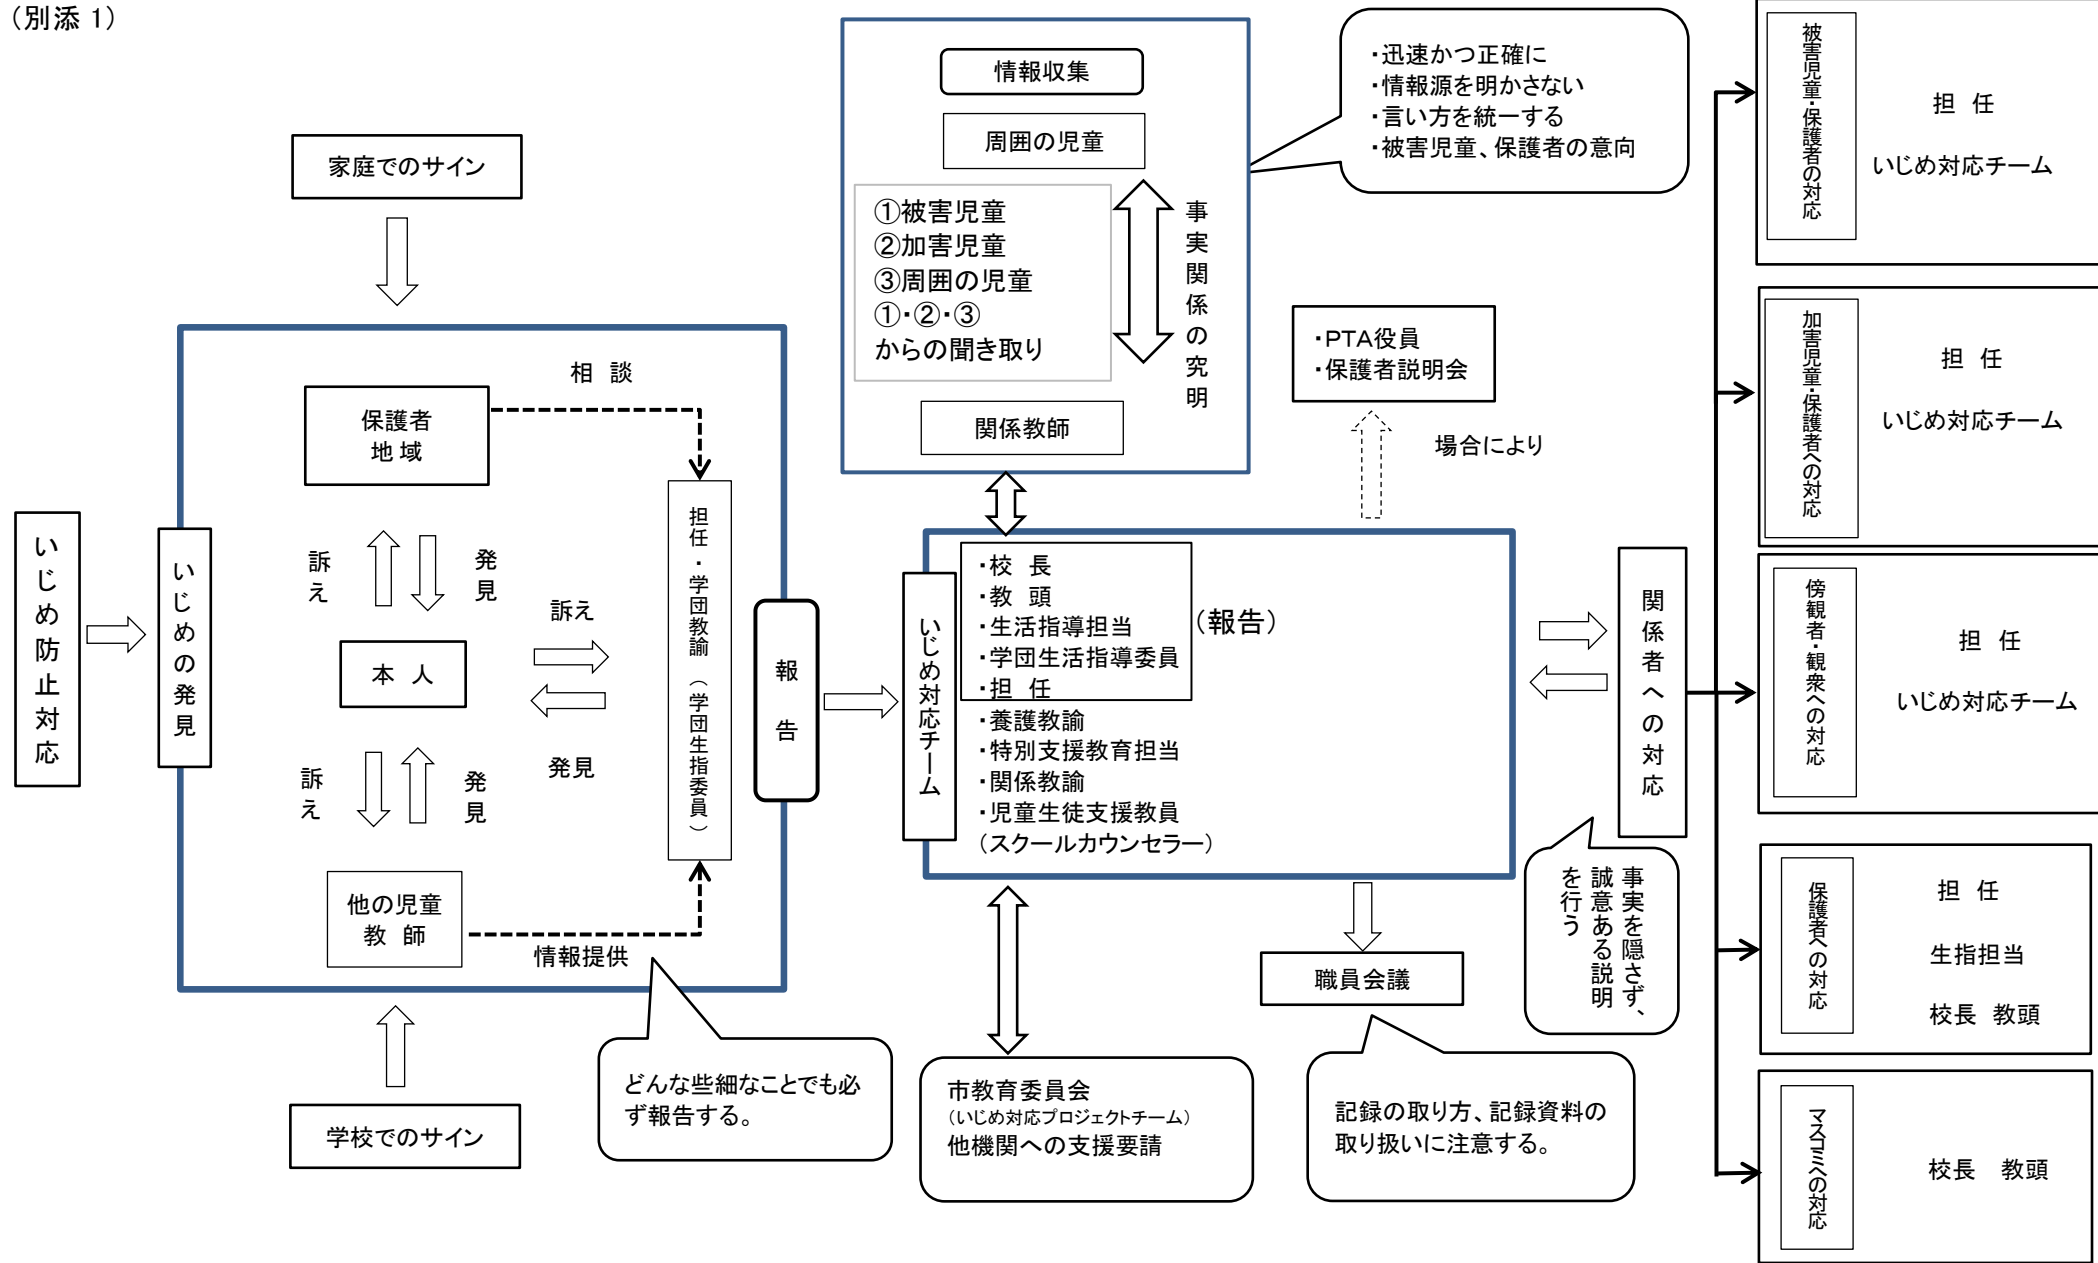 （別添 1）
いじめ防止対応
いじめの発見
家庭でのサイン
相 談
保護者
地 域
訴え
発見
本 人
訴え
発見
訴え
発見
他の児童
教 師
情報提供
学校でのサイン
担任・学団教諭（学団生指委員）
報告
どんな些細なことでも必
ず報告する。
情報収集
周囲の児童
①被害児童
②加害児童
③周囲の児童
①・②・③
からの聞き取り
事実関係の究明
関係教師
・迅速かつ正確に
・情報源を明かさない
・言い方を統一する
・被害児童、保護者の意向
・PTA役員
・保護者説明会
場合により
いじめ対応チーム
・校 長
・教 頭
・生活指導担当
・学団生活指導委員
・担 任
（報告）
・養護教諭
・特別支援教育担当
・関係教諭
・児童生徒支援教員
（スクールカウンセラー）
市教育委員会
（いじめ対応プロジェクトチーム）
他機関への支援要請
職員会議
記録の取り方、記録資料の
取り扱いに注意する。
関係者への対応
事実を隠さず、
誠意ある説明
を行う
被害児童・保護者の対応
担 任
いじめ対応チーム
加害児童・保護者への対応
担 任
いじめ対応チーム
傍観者・観衆への対応
担 任
いじめ対応チーム
保護者への対応
担 任
生指担当
校長 教頭
マスコミへの対応
校長 教頭